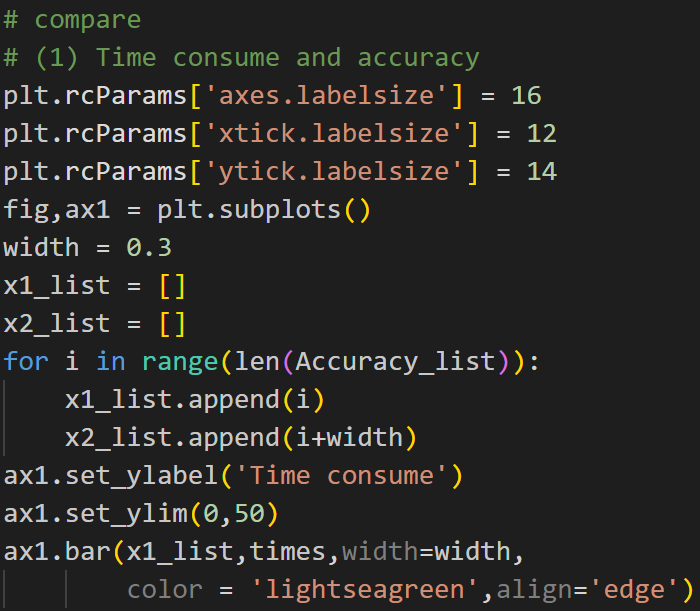 # compare
# (1) Time consume and accuracy
plt.rcParams['axes.labelsize'] = 16
plt.rcParams['xtick.labelsize'] = 12
plt.rcParams['ytick.labelsize'] = 14
fig,ax1 = plt.subplots()
width = 0.3
x1_list = []
x2_list = []
for i in range(len(Accuracy_list)):
    x1_list.append(i)
    x2_list.append(i+width)
ax1.set_ylabel('Time consume')
ax1.set_ylim(0,50)
ax1.bar(x1_list,times,width=width,
        color = 'lightseagreen',align='edge')